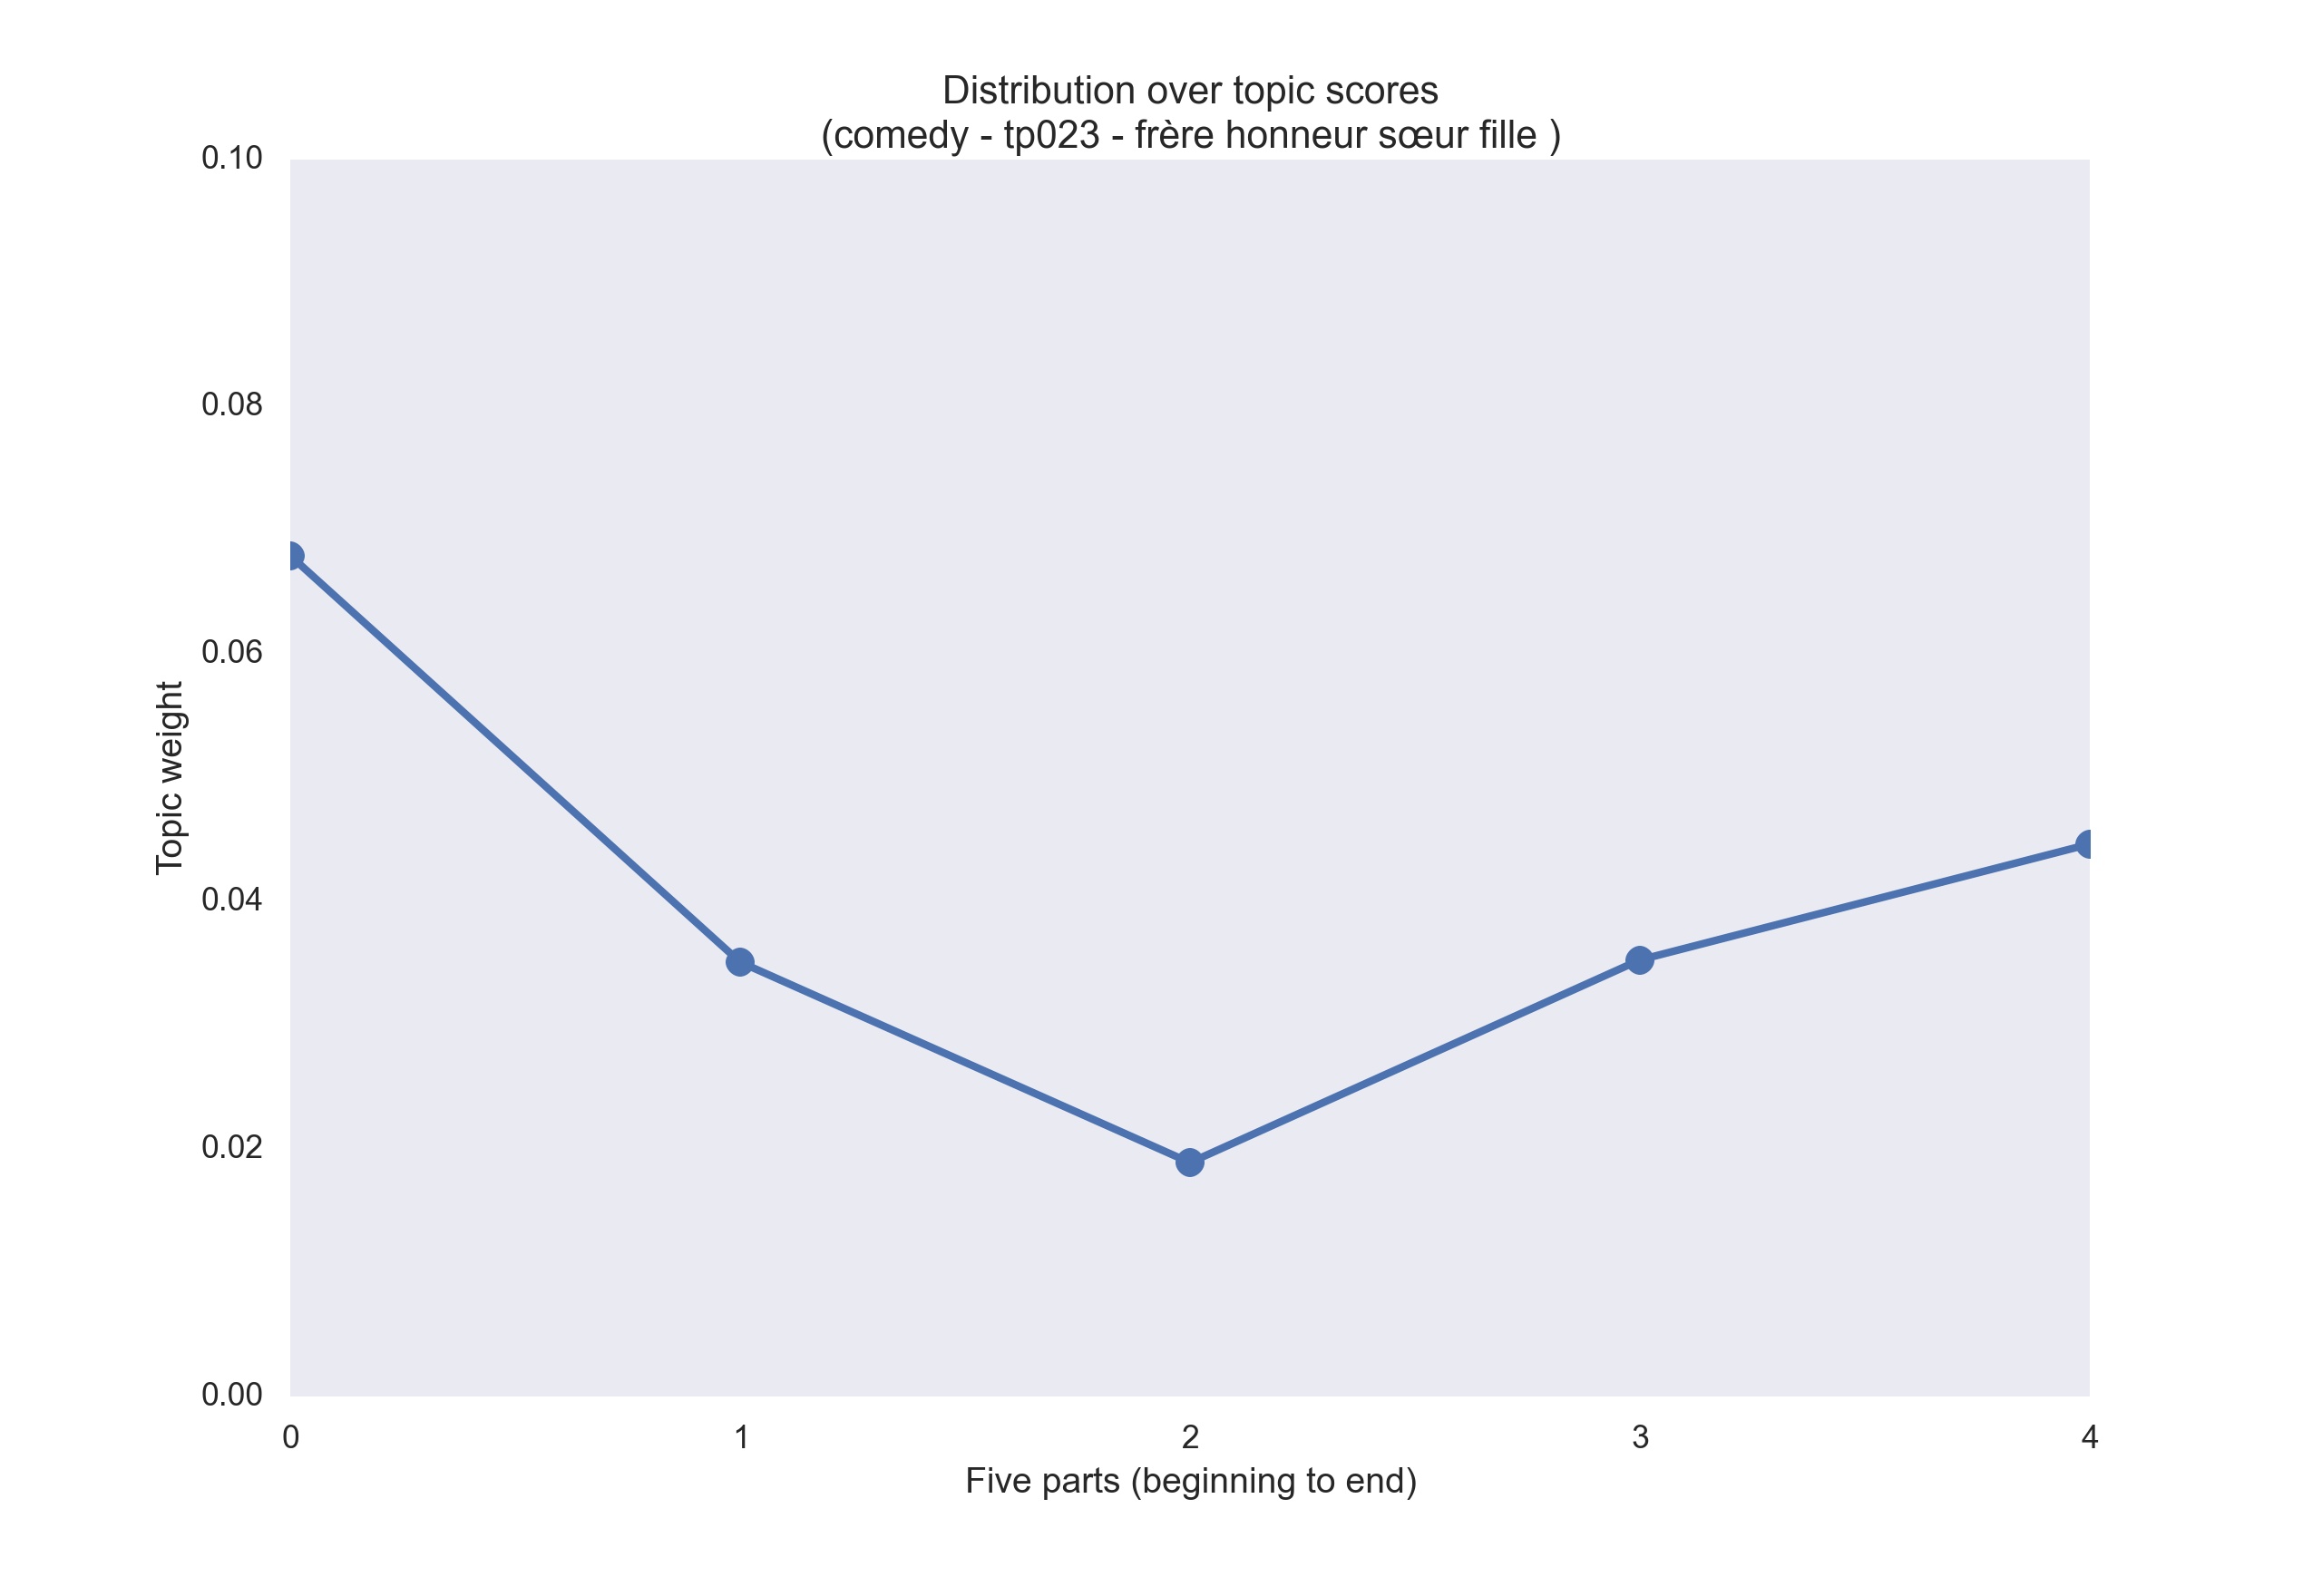 Distribution over topic scores
(comedy - tp023 - frère honneur sœur fille )
0.10
0.08
0.06
0.04
0.02
0.00
Topic weight
0 1 2 3 4
Five parts (beginning to end)